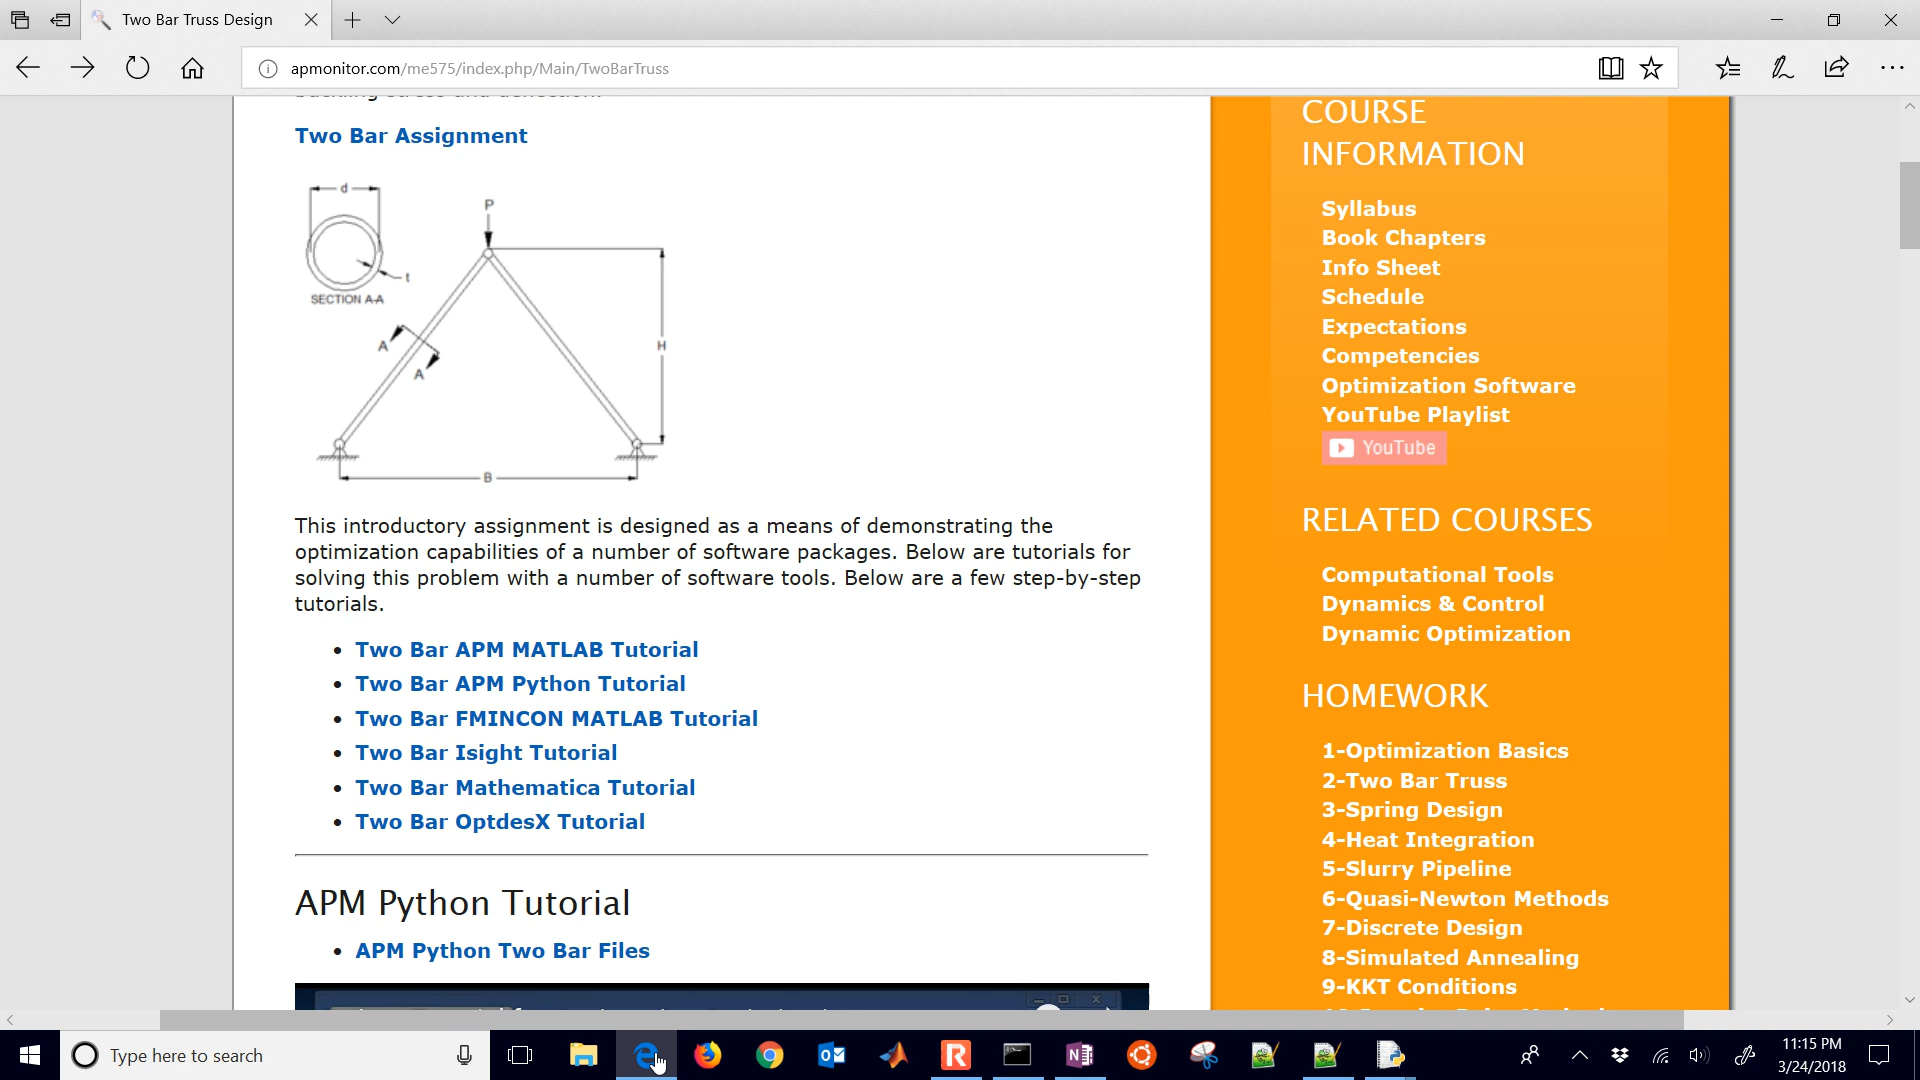 Two Bar Truss Design
apmonitor.com/me575/index.php/Main/TwoBarTruss
Two Bar Assignment
d
P
t
SECTION A-A
A
A
H
B
This introductory assignment is designed as a means of demonstrating the
optimization capabilities of a number of software packages. Below are tutorials for
solving this problem with a number of software tools. Below are a few step-by-step
tutorials.
• Two Bar APM MATLAB Tutorial
• Two Bar APM Python Tutorial
• Two Bar FMINCON MATLAB Tutorial
• Two Bar Isight Tutorial
• Two Bar Mathematica Tutorial
• Two Bar OptdesX Tutorial
APM Python Tutorial
• APM Python Two Bar Files
COURSE
INFORMATION
Syllabus
Book Chapters
Info Sheet
Schedule
Expectations
Competencies
Optimization Software
YouTube Playlist
YouTube
RELATED COURSES
Computational Tools
Dynamics & Control
Dynamic Optimization
HOMEWORK
1-Optimization Basics
2-Two Bar Truss
3-Spring Design
4-Heat Integration
5-Slurry Pipeline
6-Quasi-Newton Methods
7-Discrete Design
8-Simulated Annealing
9-KKT Conditions
Type here to search
11:15 PM
3/24/2018